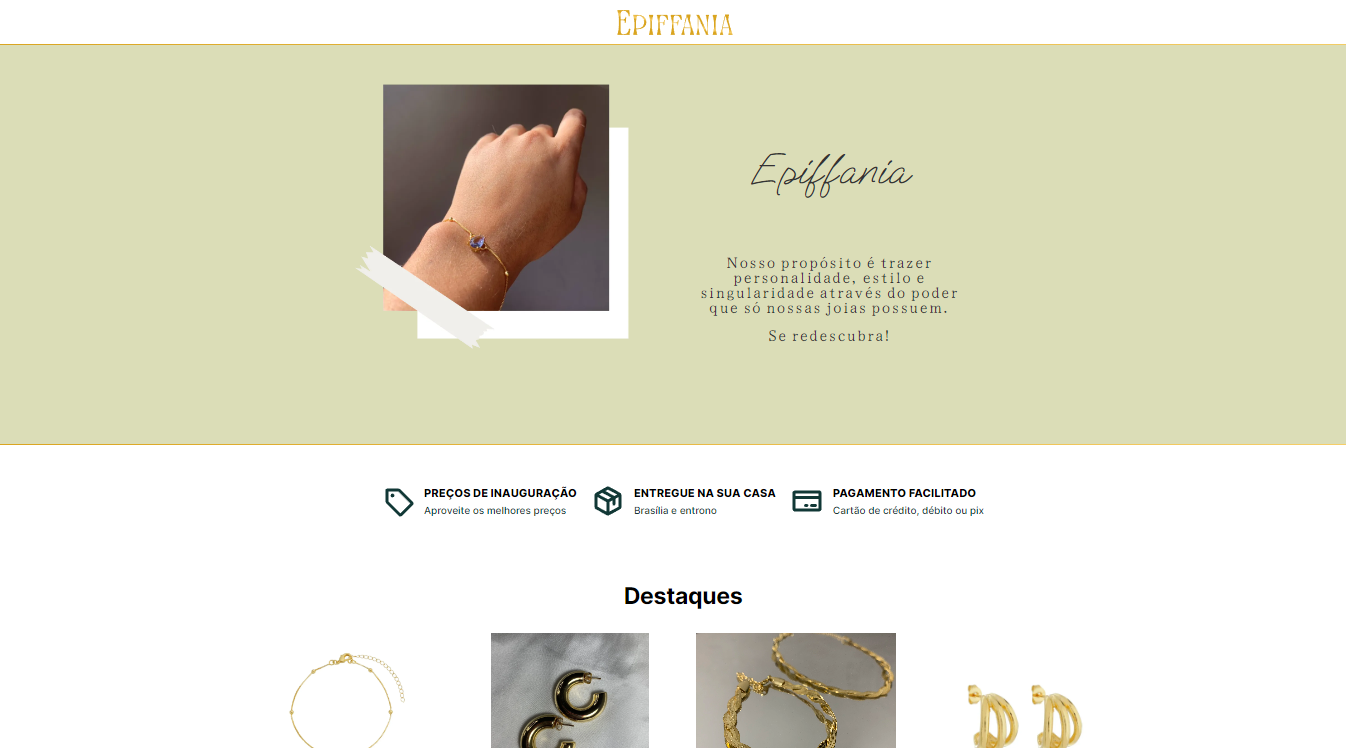 EPIFFANIA
Epiffania
Nosso propósito é trazer
personalidade, estilo e
singularidade através do poder
que só nossas joias possuem.
Se redescubra!
PREÇOS DE INAUGURAÇÃO
Aproveite os melhores preços
ENTREGUE NA SUA CASA
Brasília e entrono
PAGAMENTO FACILITADO
Cartão de crédito, débito ou pix
Destaques